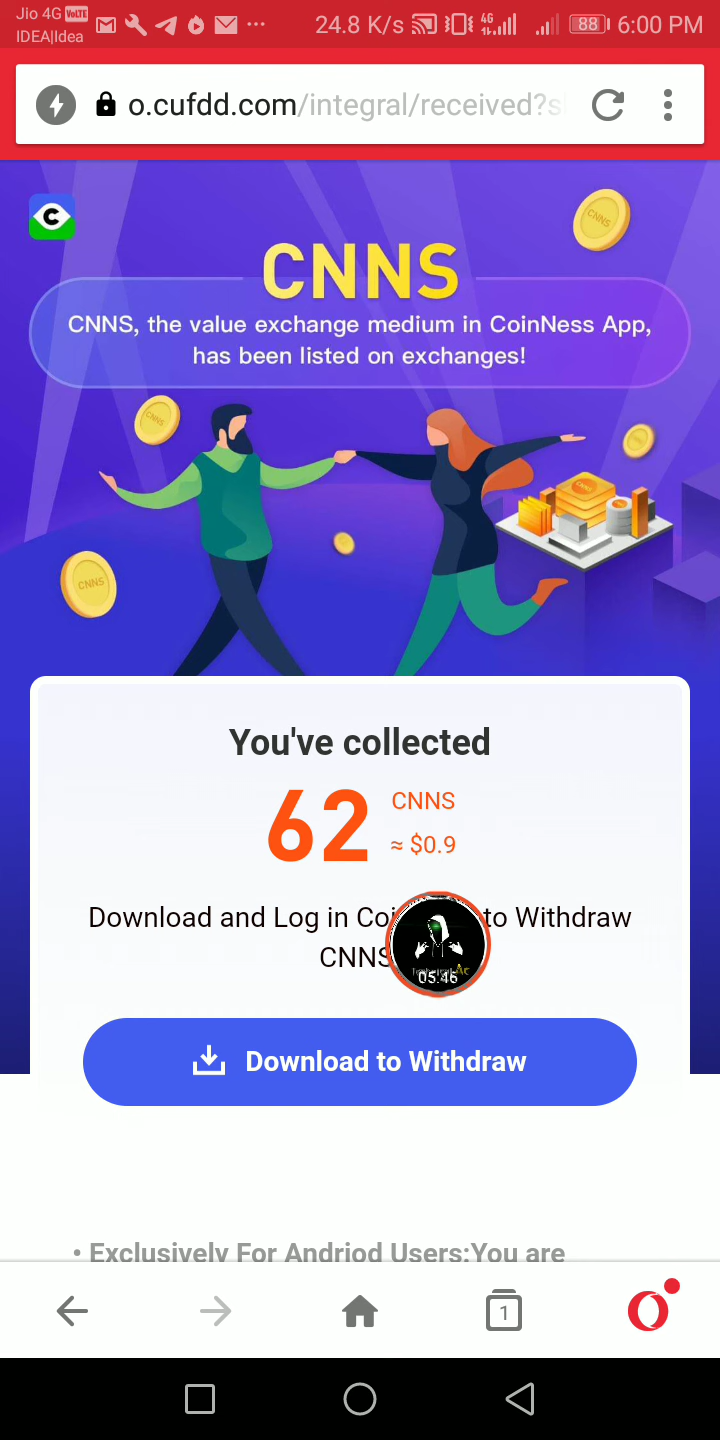 Jio 4G VoLTE
IDEA|Idea
24.8 K/s
4G
88
6:00 PM
o.cufdd.com/integral/received?s
C
CNNS
CNNS
CNNS, the value exchange medium in CoinNess App,
has been listed on exchanges!
CNNS
CNNS
CNNS
You've collected
62
CNNS
≈ $0.9
Download and Log in Coi to Withdraw
CNNS
05:46
Download to Withdraw
• Exclusively For Andriod Users:You are
1